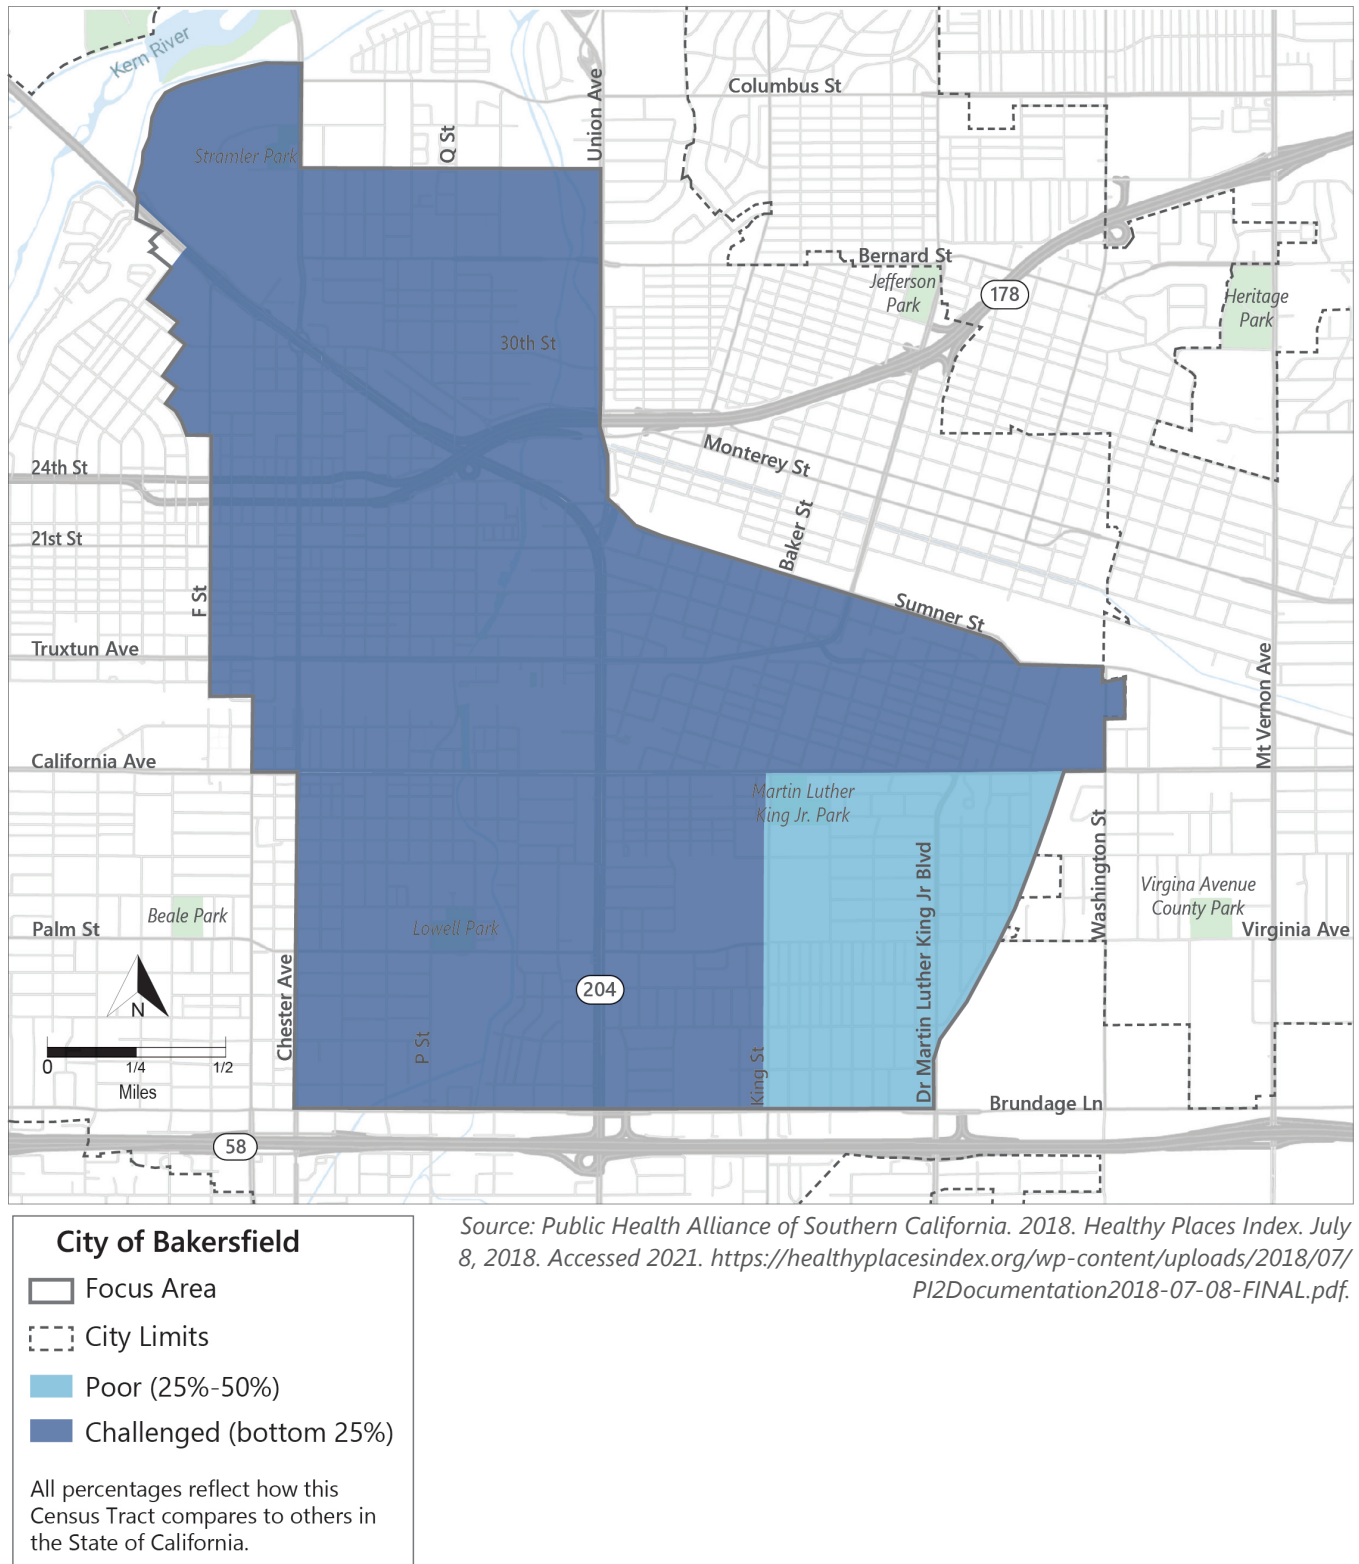 Kern River
Columbus St
Union Ave
Q St
Stramler Park
Bernard St
Jefferson
Park
178
Heritage
Park
30th St
Monterey St
24th St
Baker St
21st St
F St
Sumner St
Truxtun Ave
Mt Vernon Ave
California Ave
Martin Luther
King Jr. Park
Washington St
Dr Martin Luther King Jr Blvd
Virgina Avenue
County Park
Beale Park
Lowell Park
Palm St
Virginia Ave
Chester Ave
204
N
P St
King St
0 1/4 1/2
Miles
Brundage Ln
58
City of Bakersfield
Focus Area
City Limits
Poor (25%-50%)
Challenged (bottom 25%)
All percentages reflect how this
Census Tract compares to others in
the State of California.
Source: Public Health Alliance of Southern California. 2018. Healthy Places Index. July
8, 2018. Accessed 2021. https://healthyplacesindex.org/wp-content/uploads/2018/07/
PI2Documentation2018-07-08-FINAL.pdf.